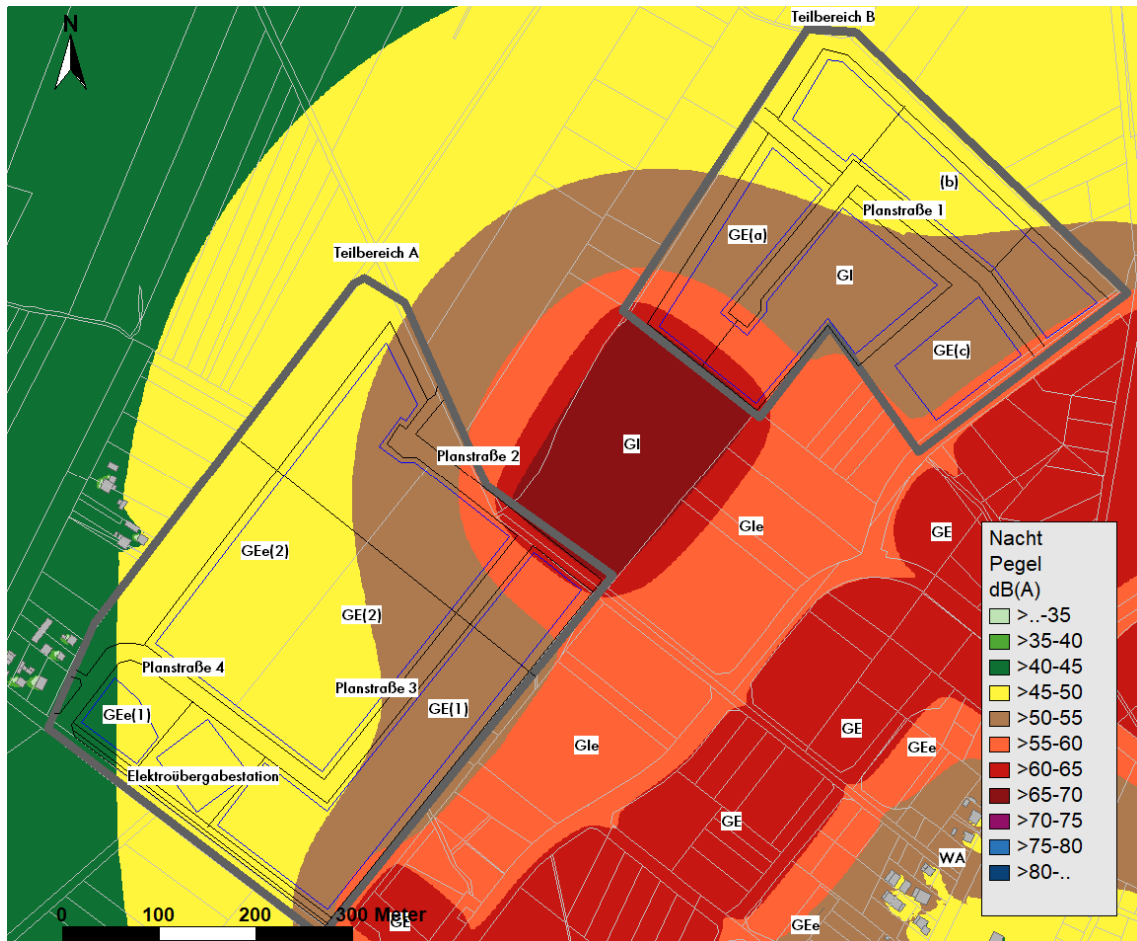 N
Teilbereich B
(b)
Planstraße 1
GE(a)
Teilbereich A
GI
GE(c)
GI
Planstraße 2
GIe
GE
GEe(2)
GE(2)
Planstraße 4
Planstraße 3
GEe(1)
GE(1)
GE
GIe
GEe
Elektroübergabestation
GE
WA
GE
GEe
0 100 200 300 Meter
Nacht
Pegel
dB(A)
>..-35
>35-40
>40-45
>45-50
>50-55
>55-60
>60-65
>65-70
>70-75
>75-80
>80-..